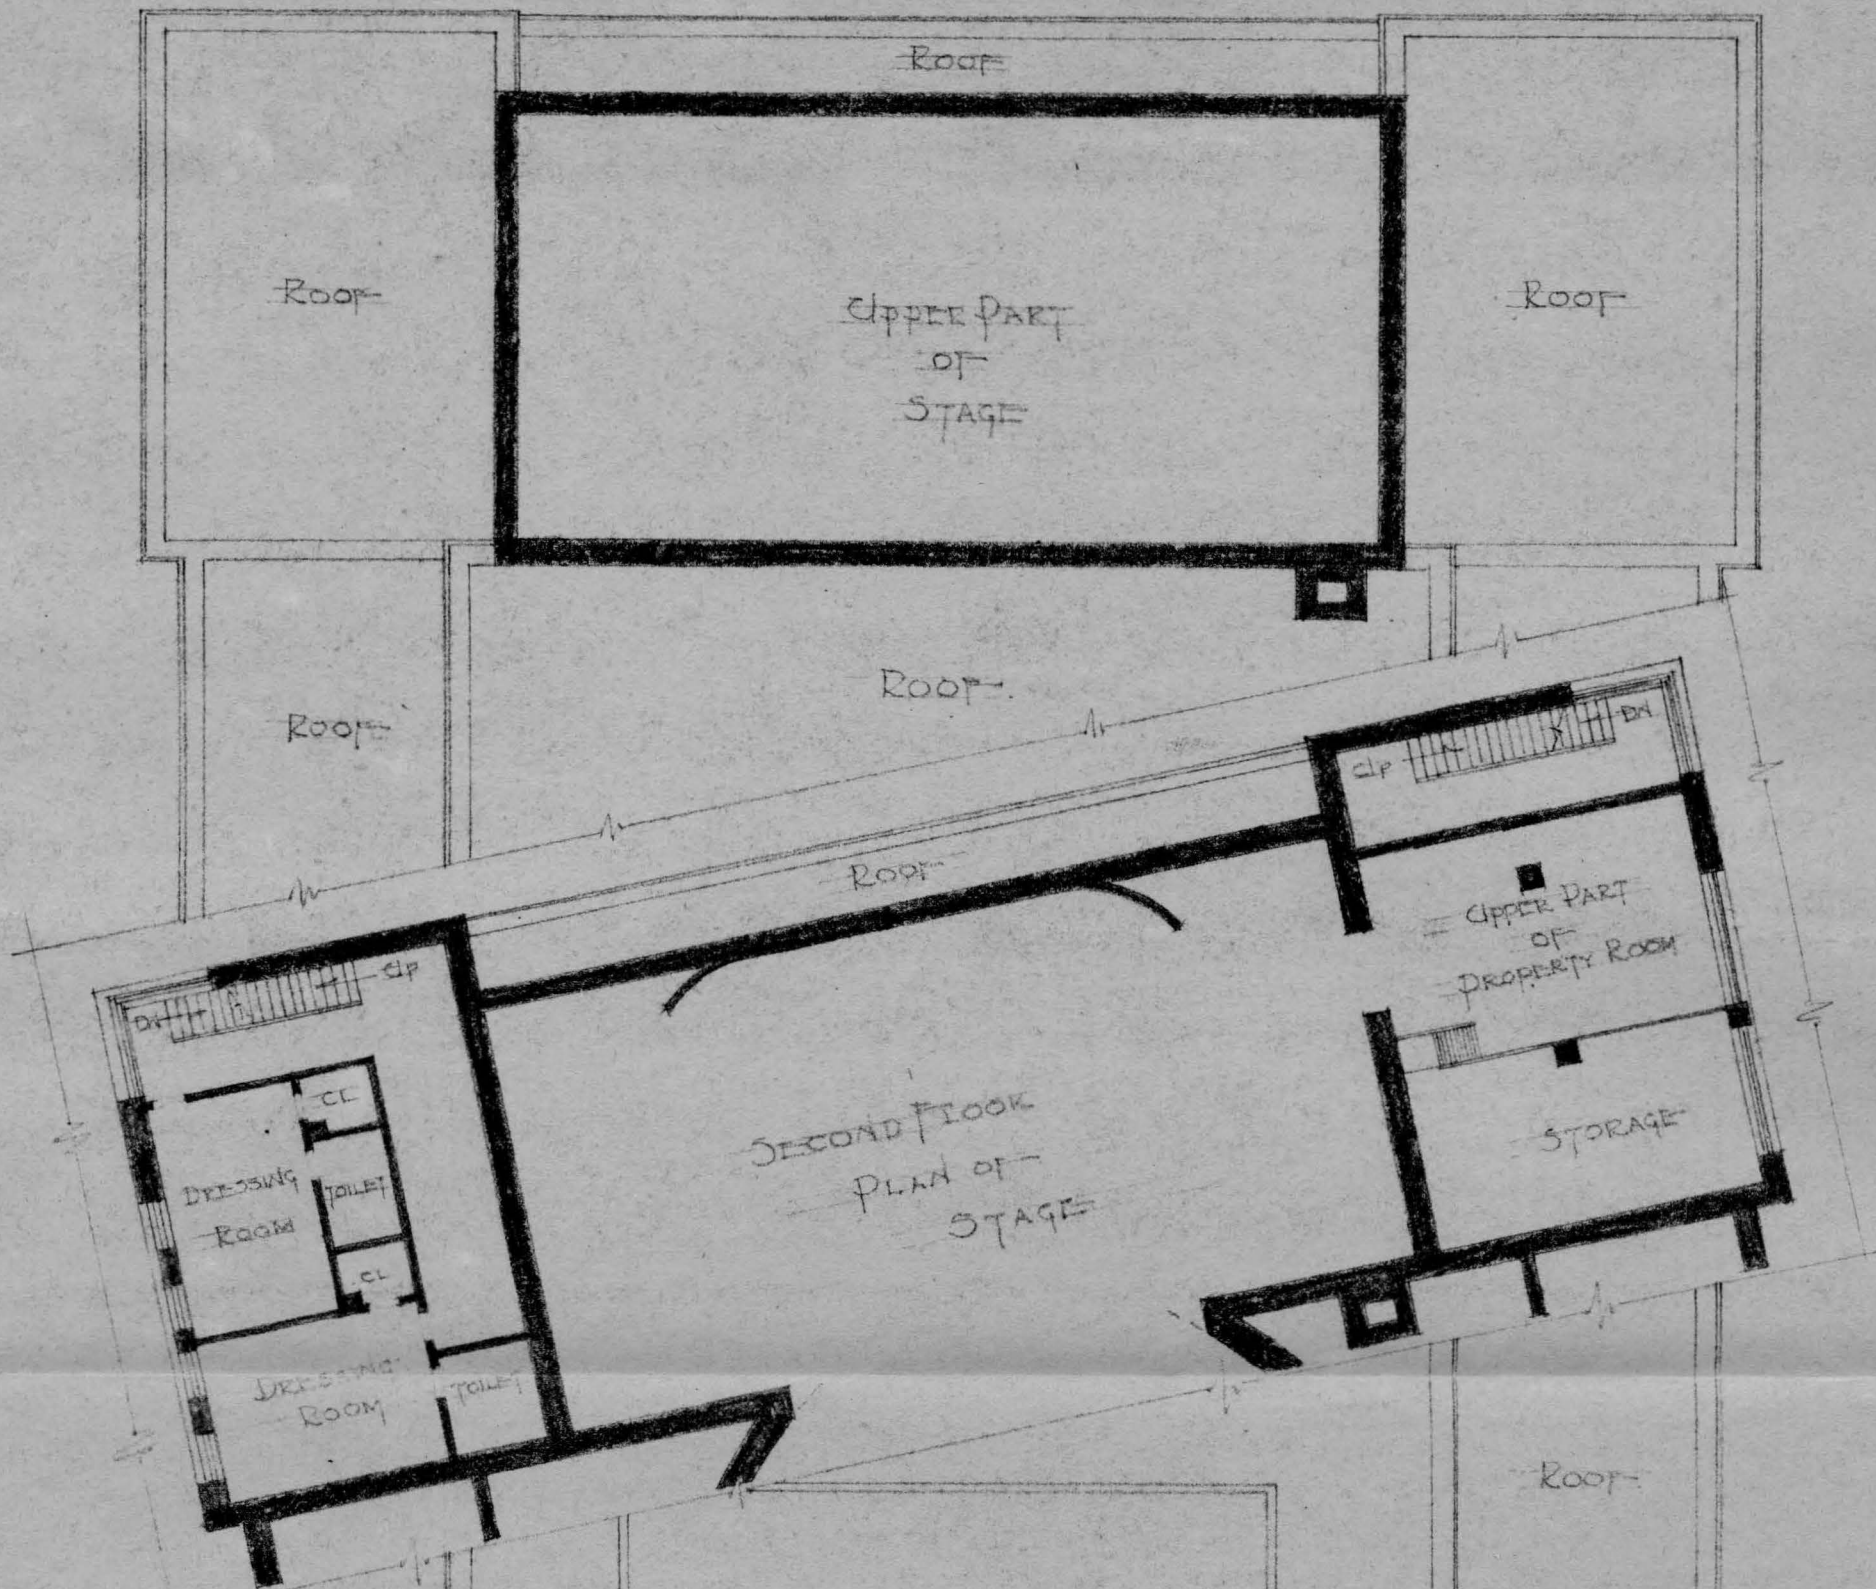 ROOF
ROOF
UPPER PART
OF
STAGE
ROOF
ROOF
ROOF
ROOF
DN
UP
UPPER PART
OF
PROPERTY ROOM
UP
DN
CL
DRESSING
ROOM
TOILET
CL
SECOND FLOOR
PLAN OF
STAGE
STORAGE
DRESSING
ROOM
TOILET
ROOF